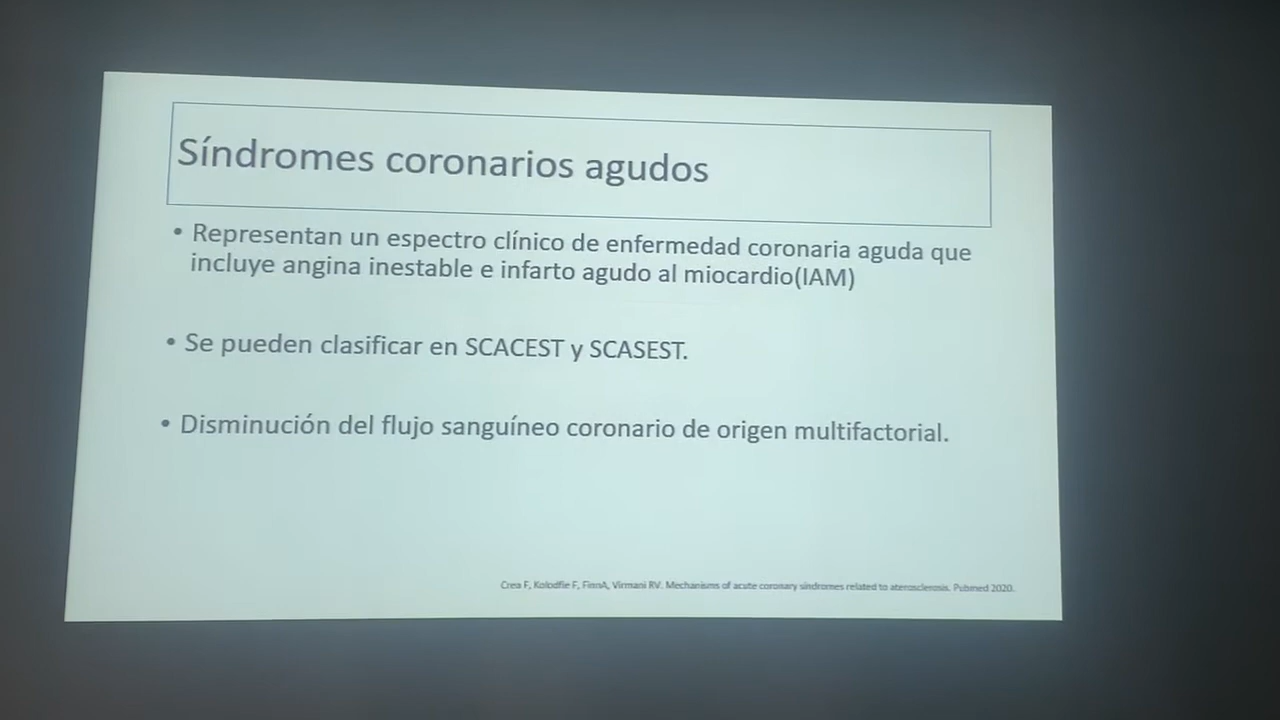 Síndromes coronarios agudos
• Representan un espectro clínico de enfermedad coronaria aguda que
incluye angina inestable e infarto agudo al miocardio(IAM)
• Se pueden clasificar en SCACEST y SCASEST.
• Disminución del flujo sanguíneo coronario de origen multifactorial.
Crea F, Kolodfie F, FinnA, Virmani RV. Mechanisms of acute coronary sindromes related to aterosclerosis. Pubmed 2020.